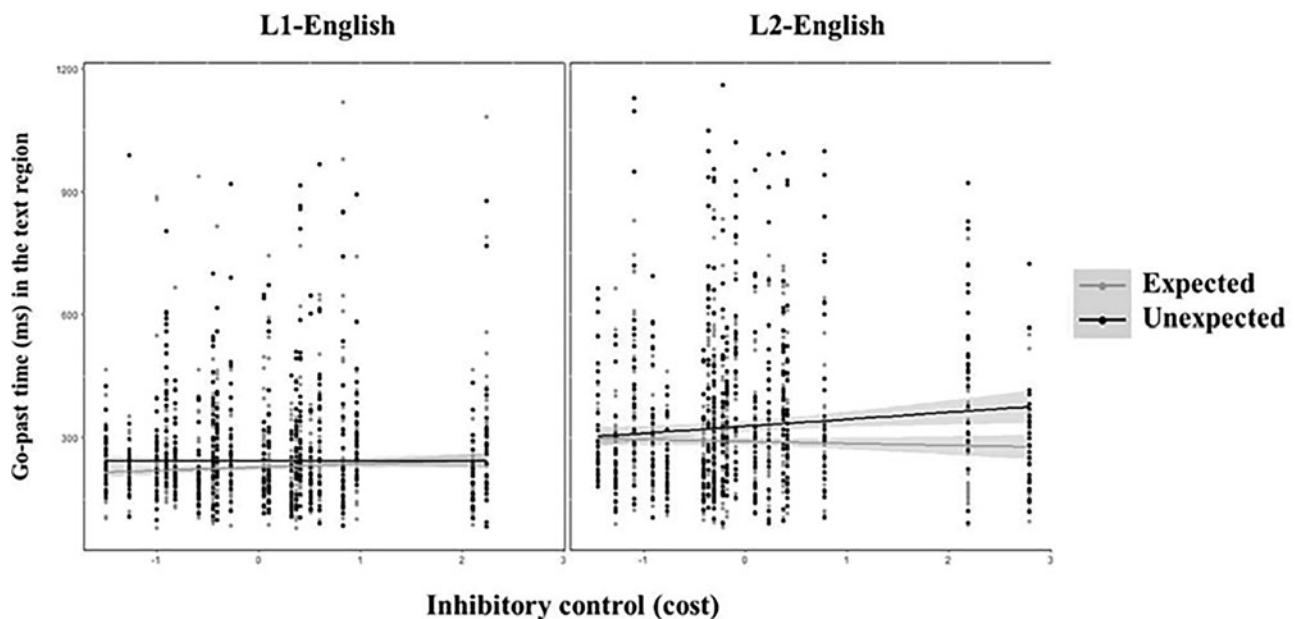 L1-English
L2-English
Go-past time (ms) in the text region
1200
900
600
300
-1 0 1 2 3
-1 0 1 2 3
Inhibitory control (cost)
Expected
Unexpected